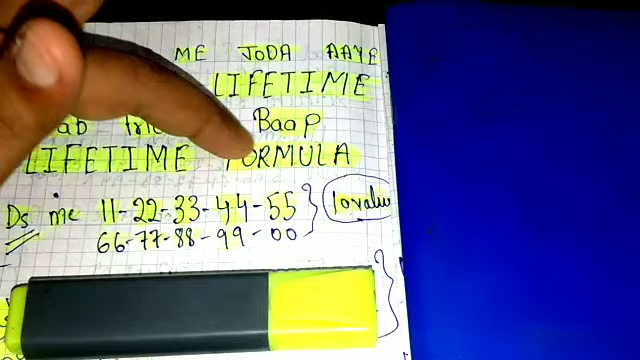 ME JODA AAYE
LIFETIME
Baap
LIFETIME FORMULA
Ds me 11-22-33-44-55
66-77-88-99-00
10value